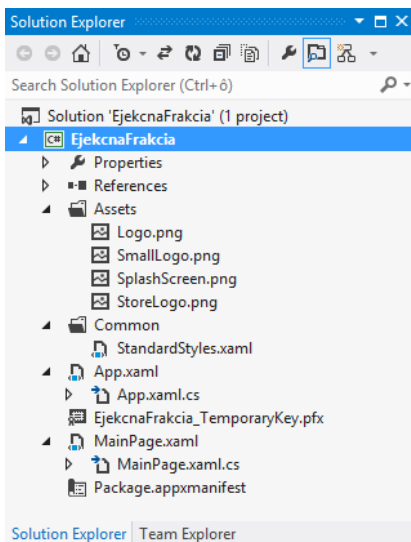 Solution Explorer
Search Solution Explorer (Ctrl+ô)
Solution 'EjekcnaFrakcia' (1 project)
C# EjekcnaFrakcia
Properties
References
Assets
Logo.png
SmallLogo.png
SplashScreen.png
StoreLogo.png
Common
StandardStyles.xaml
App.xaml
App.xaml.cs
EjekcnaFrakcia_TemporaryKey.pfx
MainPage.xaml
MainPage.xaml.cs
Package.appxmanifest
Solution Explorer Team Explorer